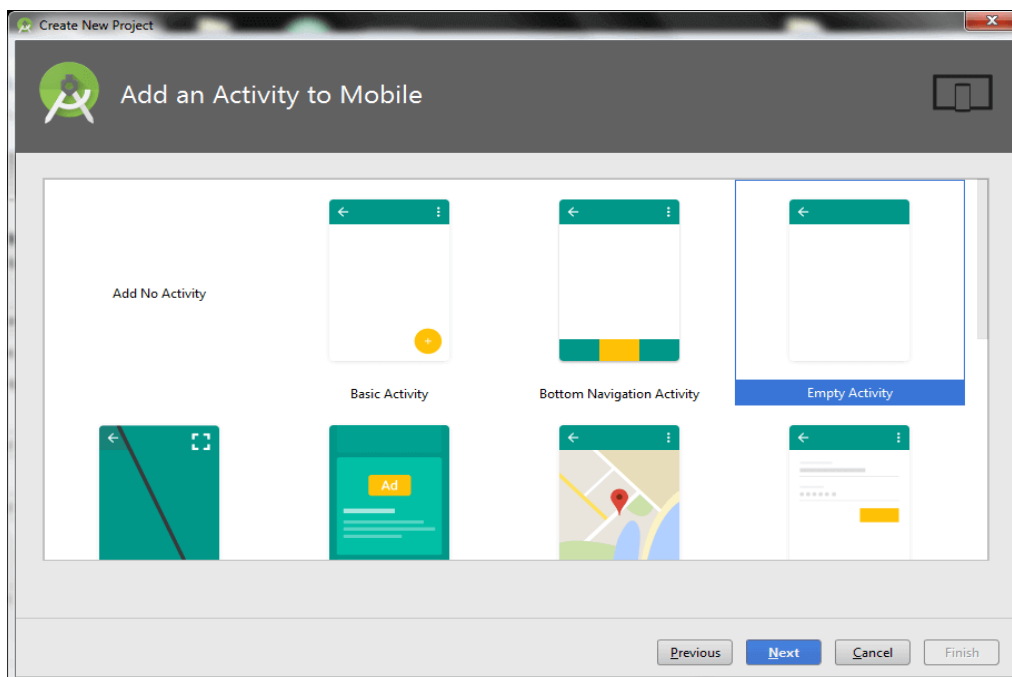 Create New Project
Add an Activity to Mobile
Add No Activity
Basic Activity
Bottom Navigation Activity
Empty Activity
Ad
Previous
Next
Cancel
Finish